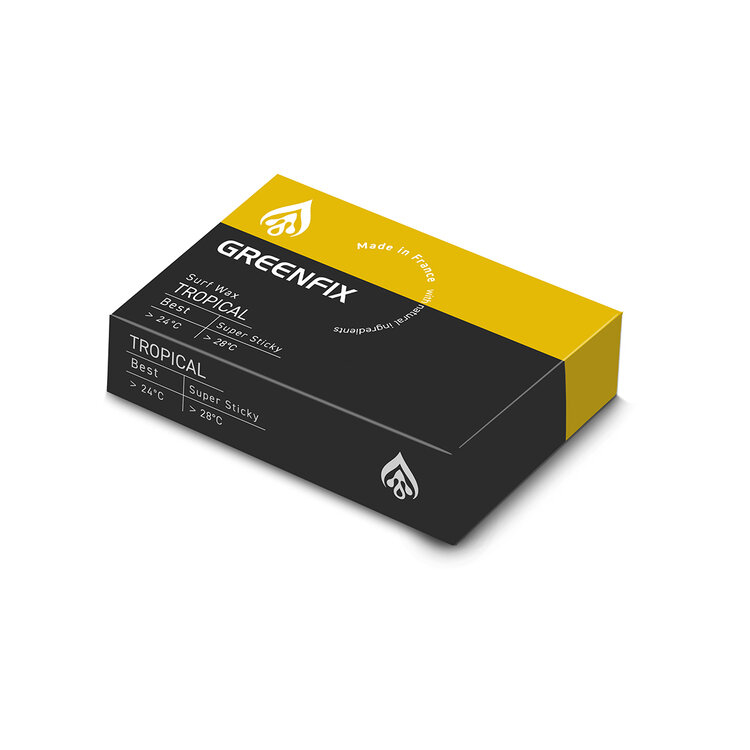 GREENFIX
Made in France with natural ingredients
Surf Wax
TROPICAL
Best
> 24°C
Super Sticky
> 28°C
TROPICAL
Best
> 24°C
Super Sticky
> 28°C